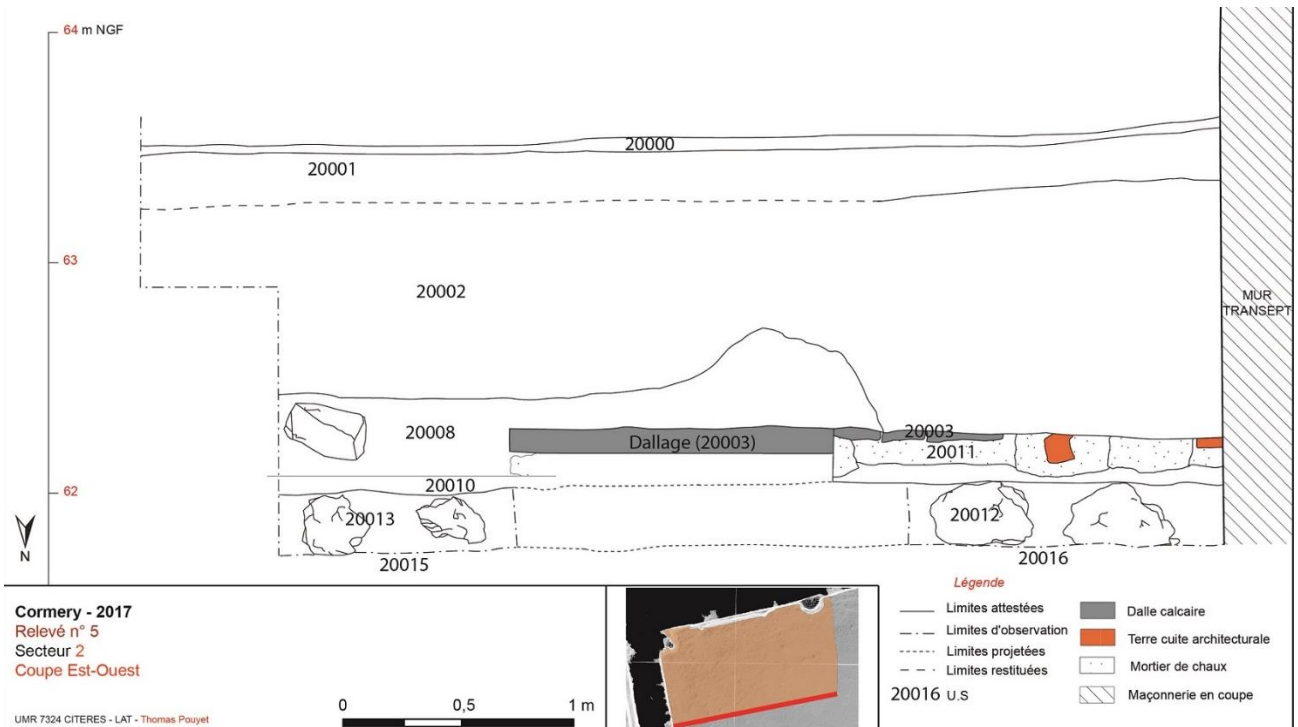 64 m NGF
20000
20001
63
20002
MUR
TRANSEPT
20008
Dallage (20003)
20003
20011
62
20010
20013
20012
20015
20016
N
Cormery - 2017
Relevé n° 5
Secteur 2
Coupe Est-Ouest
UMR 7324 CITERES - LAT - Thomas Pouyet
0 0,5 1 m
Légende
Limites attestées
Limites d'observation
Limites projetées
Limites restituées
20016 U.S
Dalle calcaire
Terre cuite architecturale
Mortier de chaux
Maçonnerie en coupe